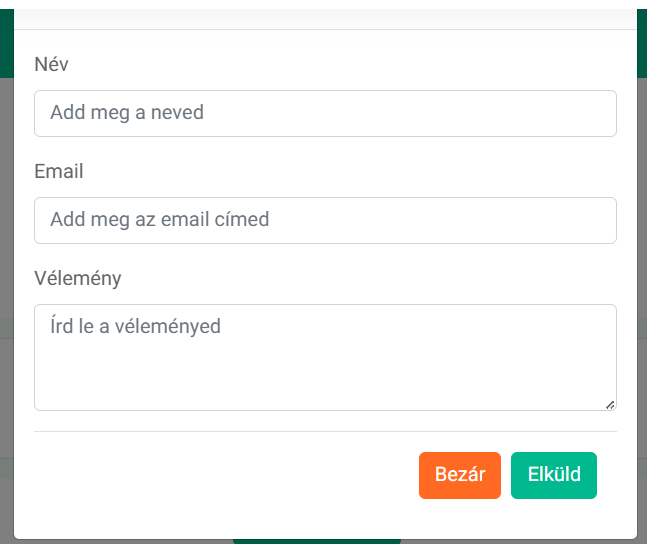 Név
Add meg a neved
Email
Add meg az email címed
Vélemény
Írd le a véleményed
Bezár Elküld